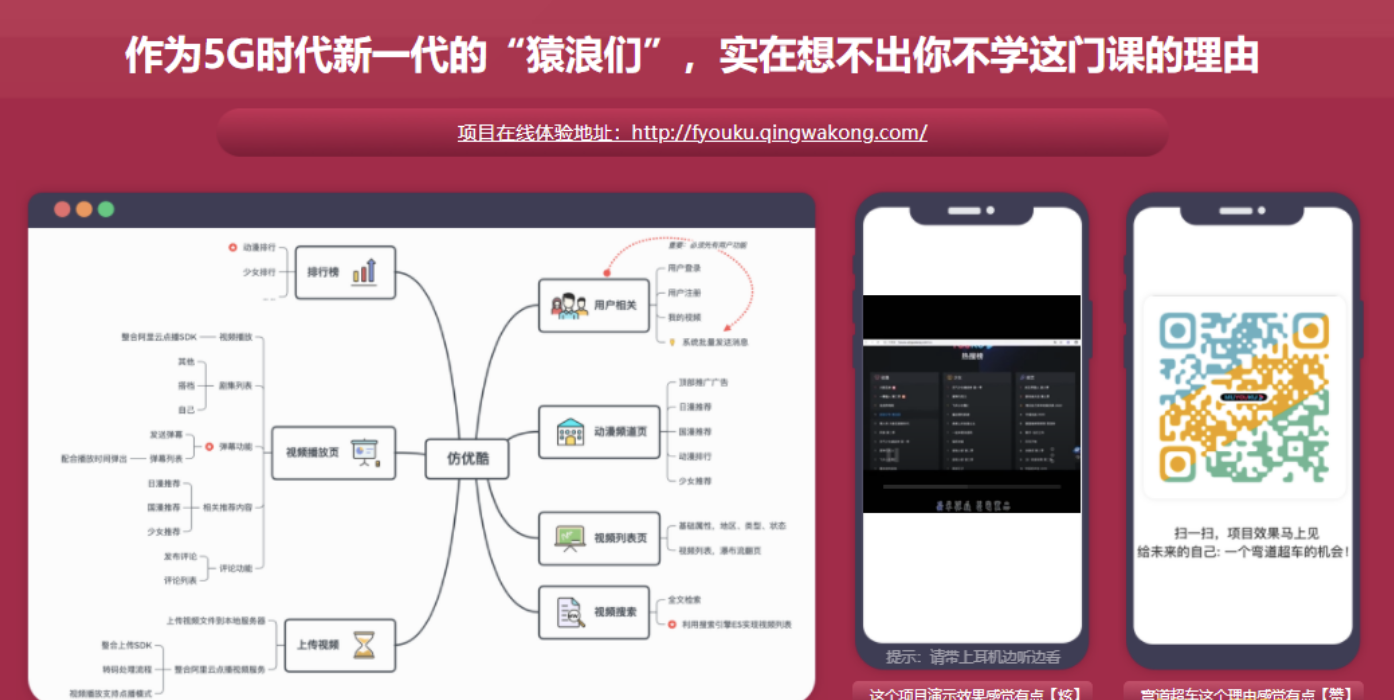 作为5G时代新一代的“猿浪们”，实在想不出你不学这门课的理由
项目在线体验地址：http://fyouku.qingwakong.com/
动漫排行
少女排行
排行榜
整合阿里云点播SDK
视频播放
其他
搭档
剧集列表
自己
发送弹幕
弹幕功能
配合播放时间弹出
弹幕列表
视频播放页
日漫推荐
国漫推荐
相关推荐内容
少女推荐
发布评论
评论功能
评论列表
上传视频文件到本地服务器
上传视频
整合上传SDK
转码处理流程
整合阿里云点播视频服务
视频播放支持点播模式
仿优酷
重要：必须先有用户功能
用户相关
用户登录
用户注册
我的视频
系统批量发送消息
动漫频道页
顶部推广广告
日漫推荐
国漫推荐
动漫排行
少女推荐
视频列表页
基础属性、地区、类型、状态
视频列表、瀑布流翻页
视频搜索
全文检索
利用搜索引擎ES实现视频列表
热搜榜
提示：请带上耳机边听边看
这个项目演示效果感觉有点【炫】
扫一扫，项目效果马上见
给未来的自己: 一个弯道超车的机会!
弯道超车这个理由感觉有点【赞】